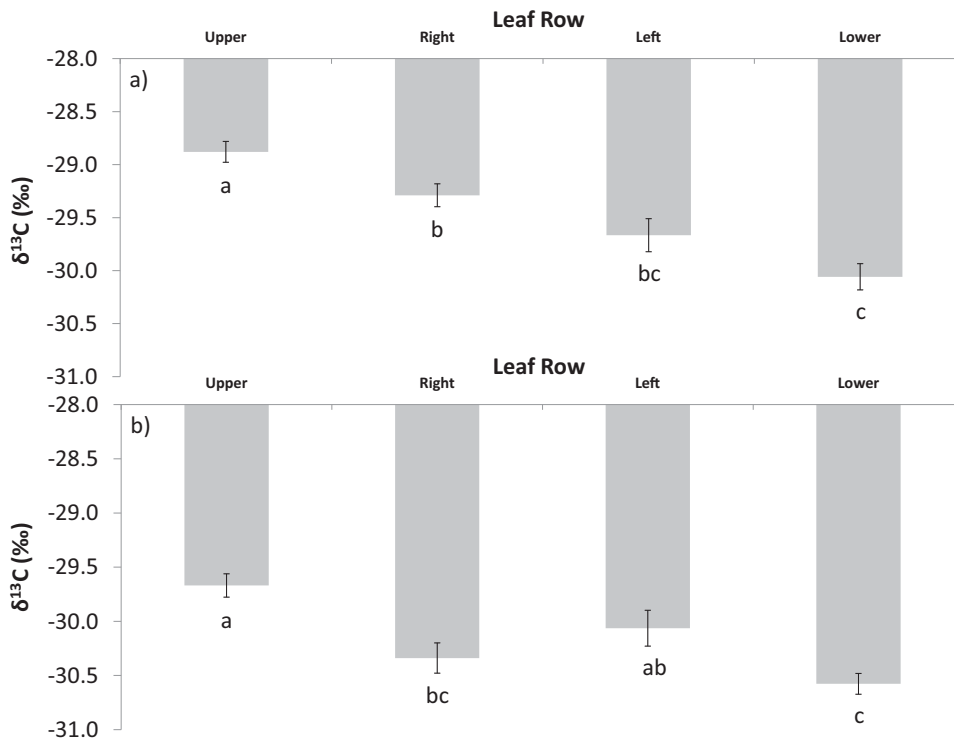 Leaf Row
Upper Right Left Lower
-28.0
a)
-28.5
-29.0
a
-29.5
b
bc
-30.0
c
-30.5
-31.0
δ¹³C (‰)
Leaf Row
Upper Right Left Lower
-28.0
b)
-28.5
-29.0
-29.5
a
-30.0
ab
-30.5
bc
c
-31.0
δ¹³C (‰)